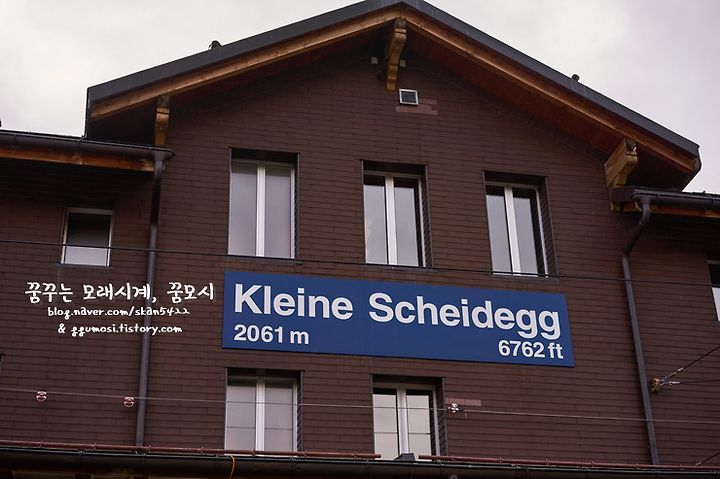 꿈꾸는 모래시계, 꿈모시
blog.naver.com/skan5422
& ggumosi.tistory.com
Kleine Scheidegg
2061 m
6762 ft